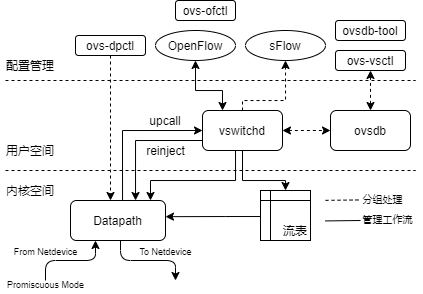 ovs-ofctl
ovsdb-tool
ovs-dpctl
OpenFlow
sFlow
ovs-vsctl
配置管理
upcall
vswitchd
ovsdb
用户空间
reinject
内核空间
Datapath
流表
分组处理
管理工作流
From Netdevice
To Netdevice
Promiscuous Mode